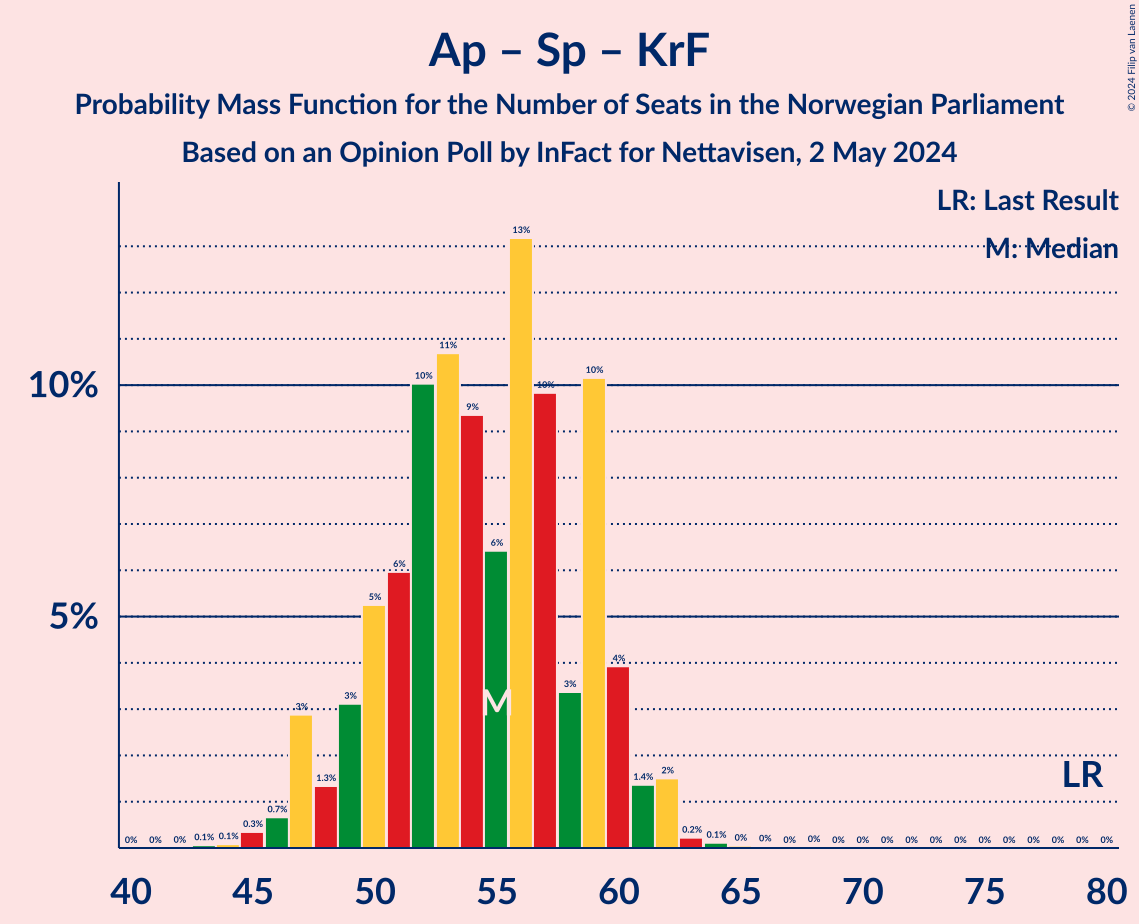 Ap – Sp – KrF
Probability Mass Function for the Number of Seats in the Norwegian Parliament
Based on an Opinion Poll by InFact for Nettavisen, 2 May 2024
© 2024 Filip van Laenen
LR: Last Result
M: Median
10%
5%
0% 0% 0% 0.1% 0.1% 0.3% 0.7% 3% 1.3% 3% 5% 6% 10% 11% 9% 6% 13% 10% 3% 10% 4% 1.4% 2% 0.2% 0.1% 0% 0% 0% 0% 0% 0% 0% 0% 0% 0% 0% 0% 0% 0% 0% 0%
M
LR
40 45 50 55 60 65 70 75 80